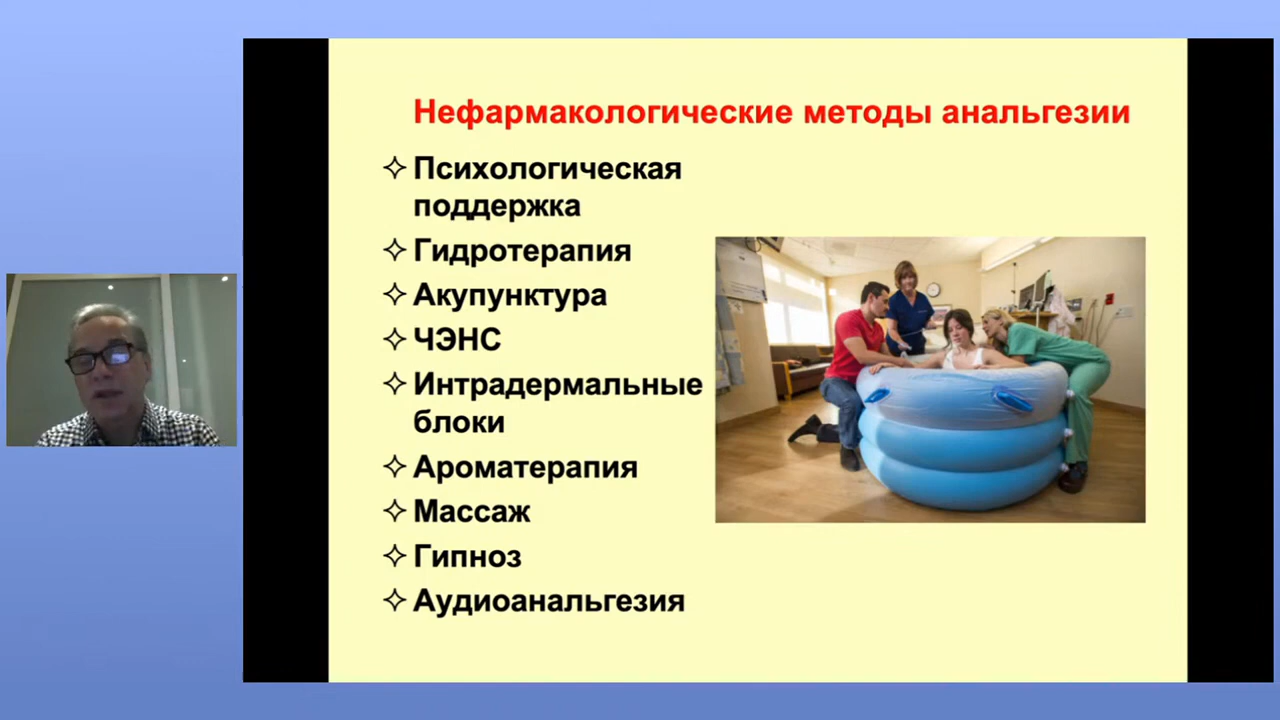 Нефармакологические методы анальгезии
Психологическая
поддержка
Гидротерапия
Акупунктура
ЧЭНС
Интрадермальные
блоки
Ароматерапия
Массаж
Гипноз
Аудиоанальгезия